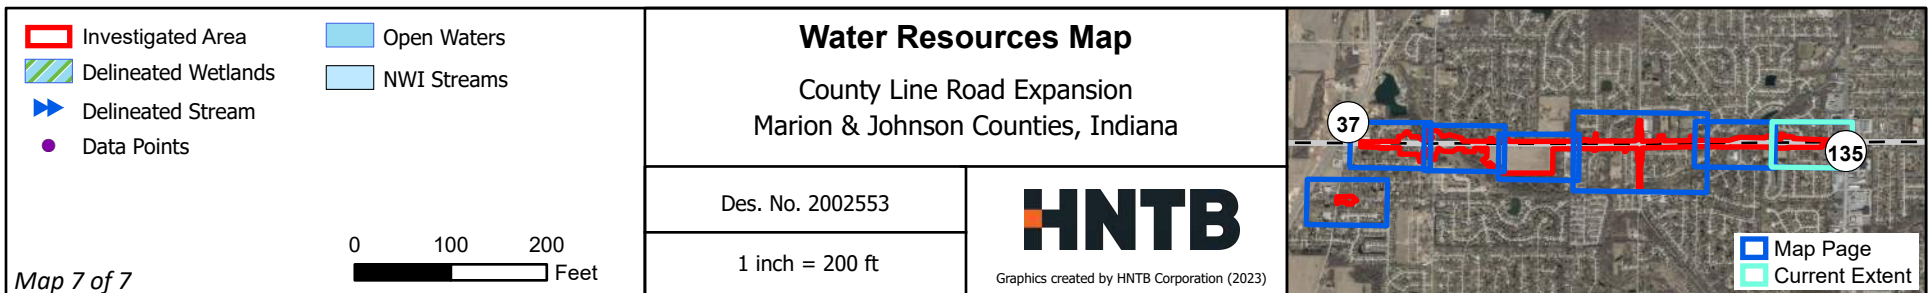 Investigated Area
Delineated Wetlands
Delineated Stream
Data Points
Open Waters
NWI Streams
0 100 200
Feet
Map 7 of 7
Water Resources Map
County Line Road Expansion
Marion & Johnson Counties, Indiana
Des. No. 2002553
1 inch = 200 ft
HNTB
Graphics created by HNTB Corporation (2023)
37
135
Map Page
Current Extent